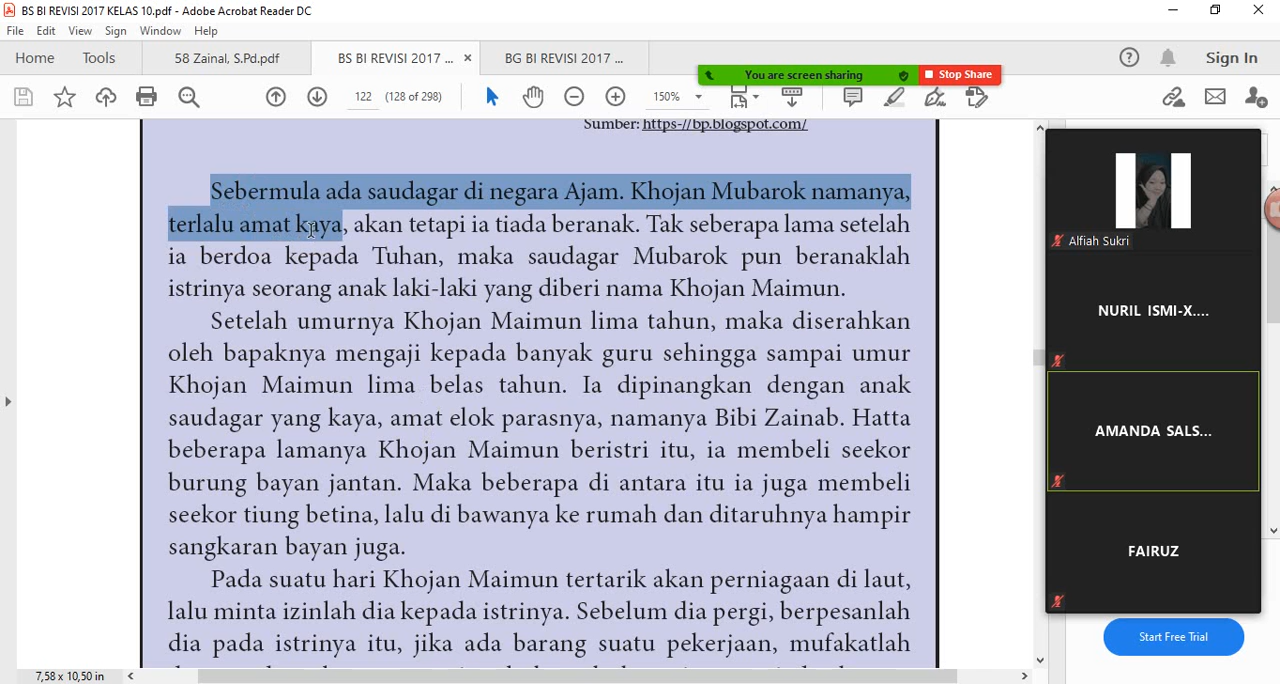 BS BI REVISI 2017 KELAS 10.pdf - Adobe Acrobat Reader DC
File Edit View Sign Window Help
Home Tools 58 Zainal, S.Pd.pdf BS BI REVISI 2017 ... × BG BI REVISI 2017 ... Sign In
You are screen sharing Stop Share
122 (128 of 298) 150%
Sumber: https-//bp.blogspot.com/
Sebermula ada saudagar di negara Ajam. Khojan Mubarok namanya,
terlalu amat kaya, akan tetapi ia tiada beranak. Tak seberapa lama setelah
ia berdoa kepada Tuhan, maka saudagar Mubarok pun beranaklah
istrinya seorang anak laki-laki yang diberi nama Khojan Maimun.
Setelah umurnya Khojan Maimun lima tahun, maka diserahkan
oleh bapaknya mengaji kepada banyak guru sehingga sampai umur
Khojan Maimun lima belas tahun. Ia dipinangkan dengan anak
saudagar yang kaya, amat elok parasnya, namanya Bibi Zainab. Hatta
beberapa lamanya Khojan Maimun beristri itu, ia membeli seekor
burung bayan jantan. Maka beberapa di antara itu ia juga membeli
seekor tiung betina, lalu di bawanya ke rumah dan ditaruhnya hampir
sangkaran bayan juga.
Pada suatu hari Khojan Maimun tertarik akan perniagaan di laut,
lalu minta izinlah dia kepada istrinya. Sebelum dia pergi, berpesanlah
dia pada istrinya itu, jika ada barang suatu pekerjaan, mufakatlah
7,58 x 10,50 in
Alfiah Sukri
NURIL ISMI-X....
AMANDA SALS...
FAIRUZ
Start Free Trial